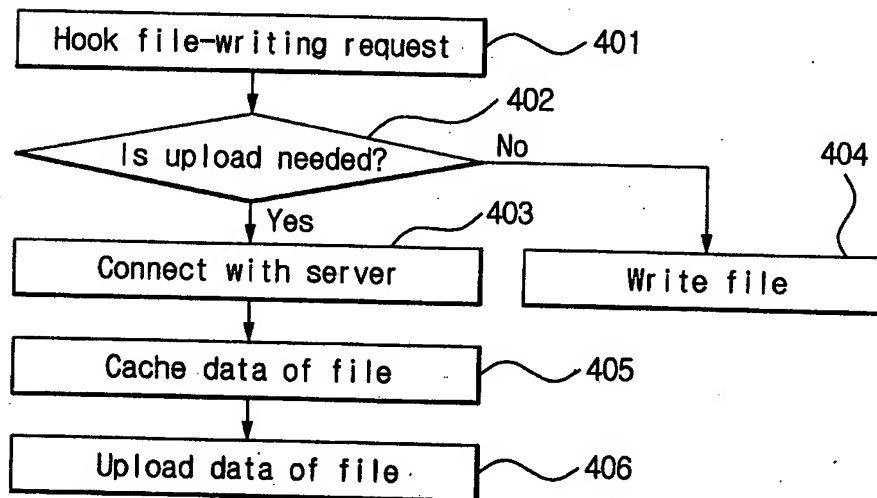 Hook file-writing request
401
402
Is upload needed?
No
404
Yes
403
Connect with server
Write file
Cache data of file
405
Upload data of file
406